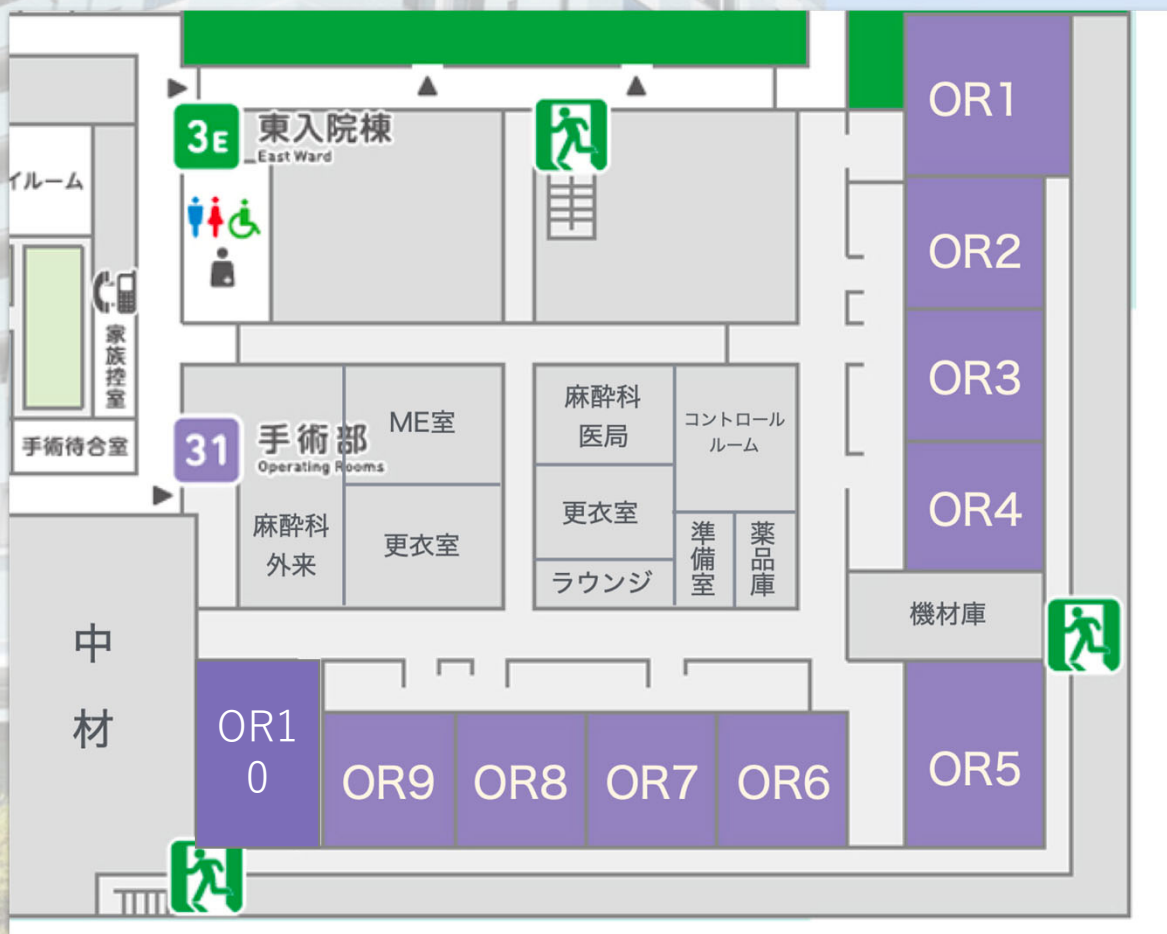 OR1
3E 東入院棟
East Ward
イルーム
OR2
家族控室
OR3
麻酔科
医局
ME室
コントロール
ルーム
31 手術部
Operating Rooms
手術待合室
OR4
更衣室
麻酔科
外来
更衣室
準備室
薬品庫
ラウンジ
機材庫
中
材
OR1
0
OR9
OR8
OR7
OR6
OR5